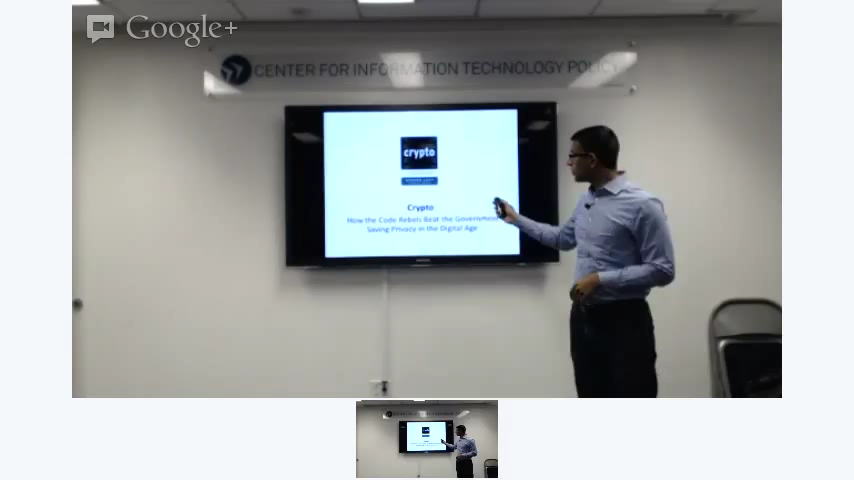 Google+
CENTER FOR INFORMATION TECHNOLOGY POLICY
crypto
Crypto
How the Code Rebels Beat the Government
Saving Privacy in the Digital Age